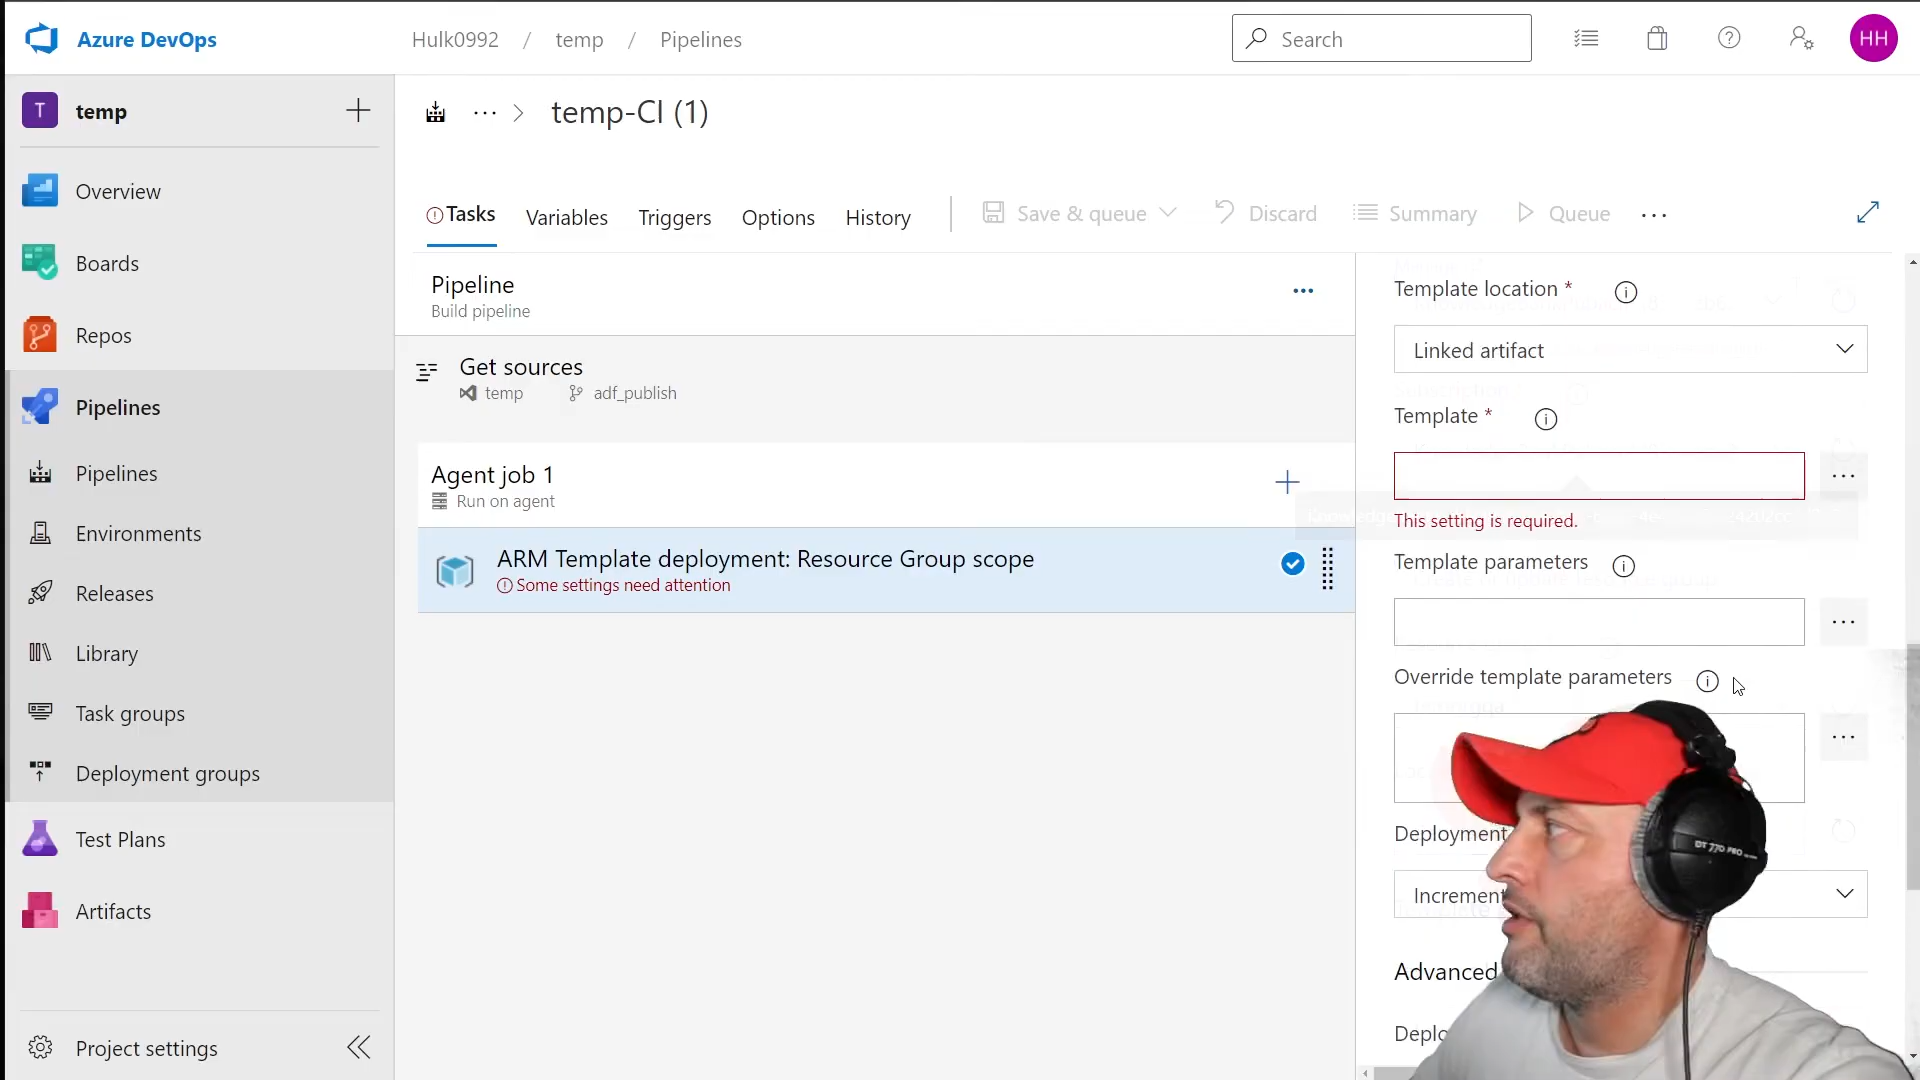 Azure DevOps
Hulk0992 / temp / Pipelines
Search
HH
T temp
temp-CI (1)
Overview
Boards
Repos
Pipelines
Pipelines
Environments
Releases
Library
Task groups
Deployment groups
Test Plans
Artifacts
Project settings
Tasks Variables Triggers Options History Save & queue Discard Summary Queue
Pipeline
Build pipeline
Get sources
temp adf_publish
Agent job 1
Run on agent
ARM Template deployment: Resource Group scope
Some settings need attention
Template location *
Linked artifact
Template *
This setting is required.
Template parameters
Override template parameters
Deployment
Increment
Advanced
DT 770 PRO